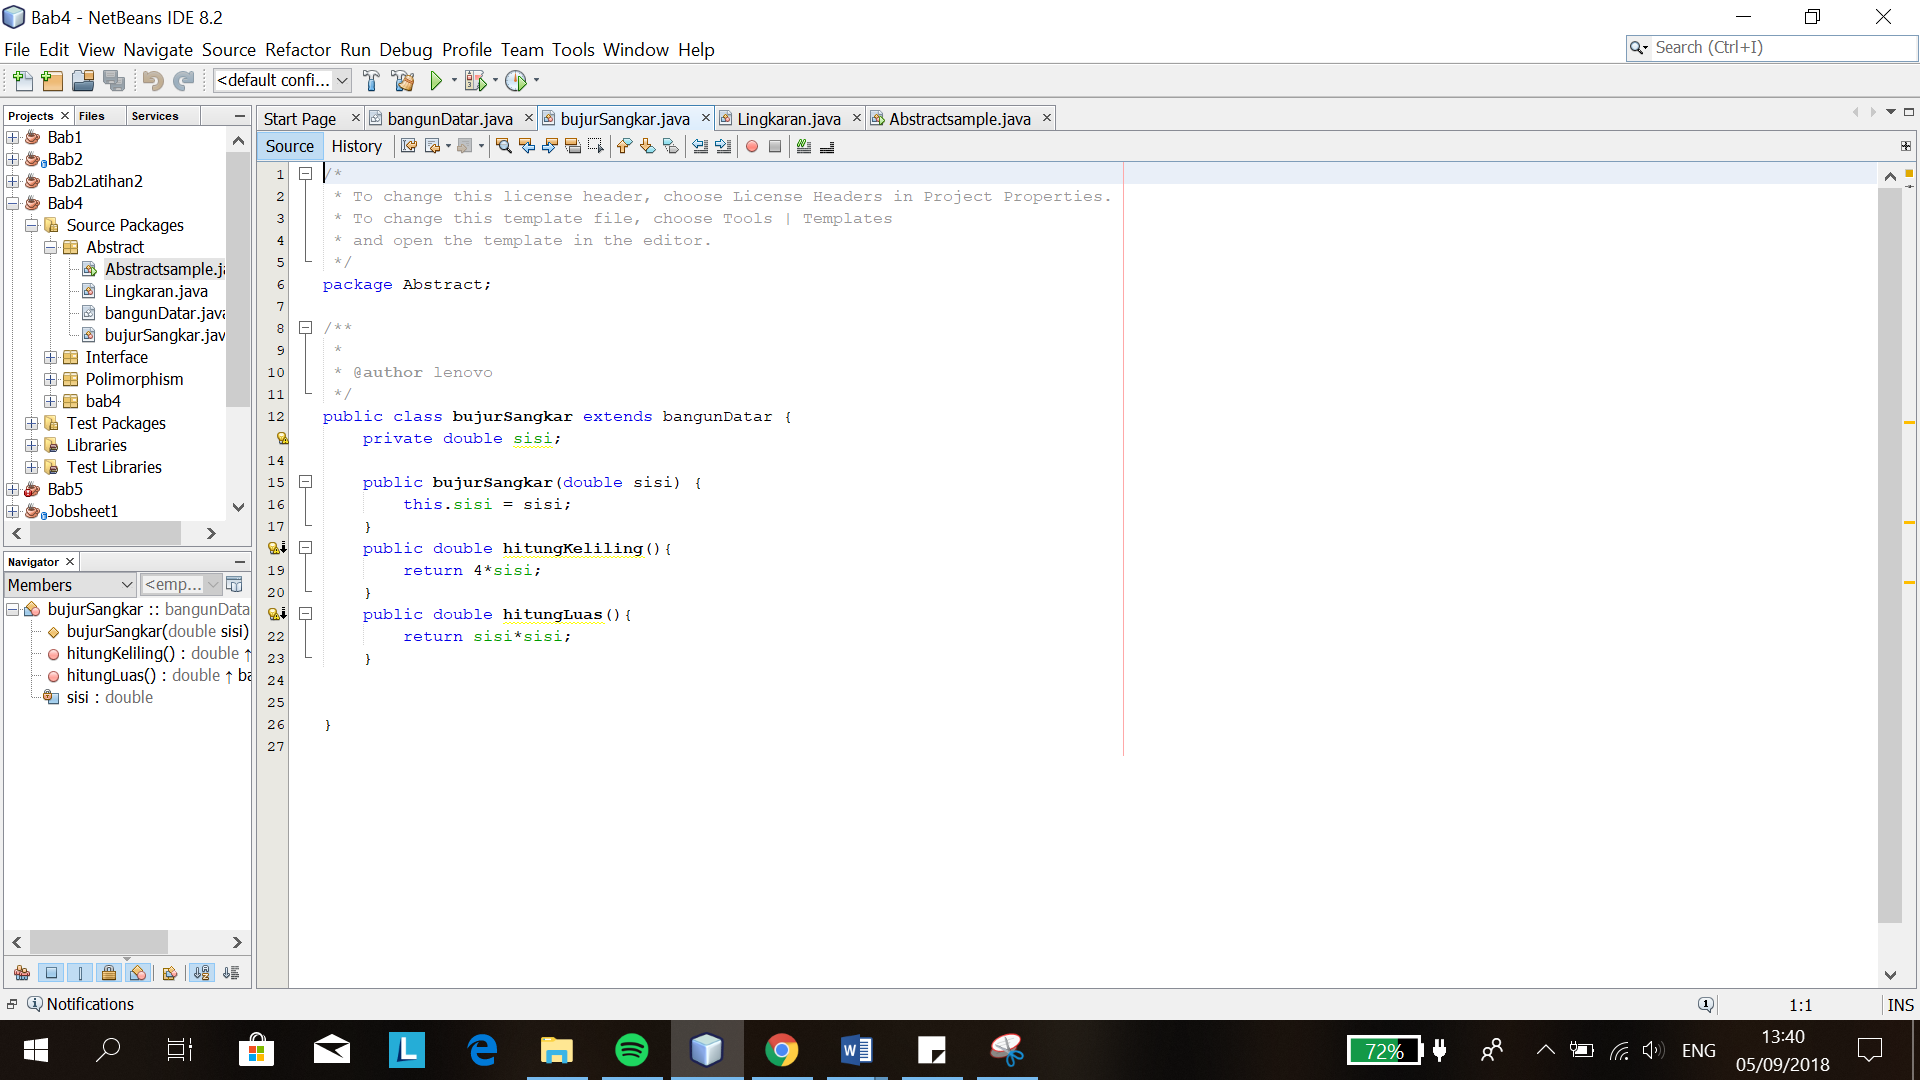 Bab4 - NetBeans IDE 8.2
File Edit View Navigate Source Refactor Run Debug Profile Team Tools Window Help
Search (Ctrl+I)
<default confi...
Projects Files Services
Bab1
Bab2
Bab2Latihan2
Bab4
Source Packages
Abstract
Abstractsample.ja
Lingkaran.java
bangunDatar.java
bujurSangkar.jav
Interface
Polimorphism
bab4
Test Packages
Libraries
Test Libraries
Bab5
Jobsheet1
Navigator
Members <emp...
bujurSangkar :: bangunData
bujurSangkar(double sisi)
hitungKeliling() : double ↑
hitungLuas() : double ↑ ba
sisi : double
Start Page bangunDatar.java bujurSangkar.java Lingkaran.java Abstractsample.java
Source History
1 /*
2 * To change this license header, choose License Headers in Project Properties.
3 * To change this template file, choose Tools | Templates
4 * and open the template in the editor.
5 */
6 package Abstract;
7
8 /**
9 *
10 * @author lenovo
11 */
12 public class bujurSangkar extends bangunDatar {
private double sisi;
14
15 public bujurSangkar(double sisi) {
16 this.sisi = sisi;
17 }
public double hitungKeliling(){
19 return 4*sisi;
20 }
public double hitungLuas(){
22 return sisi*sisi;
23 }
24
25
26 }
27
Notifications
1:1 INS
72%
ENG
13:40
05/09/2018